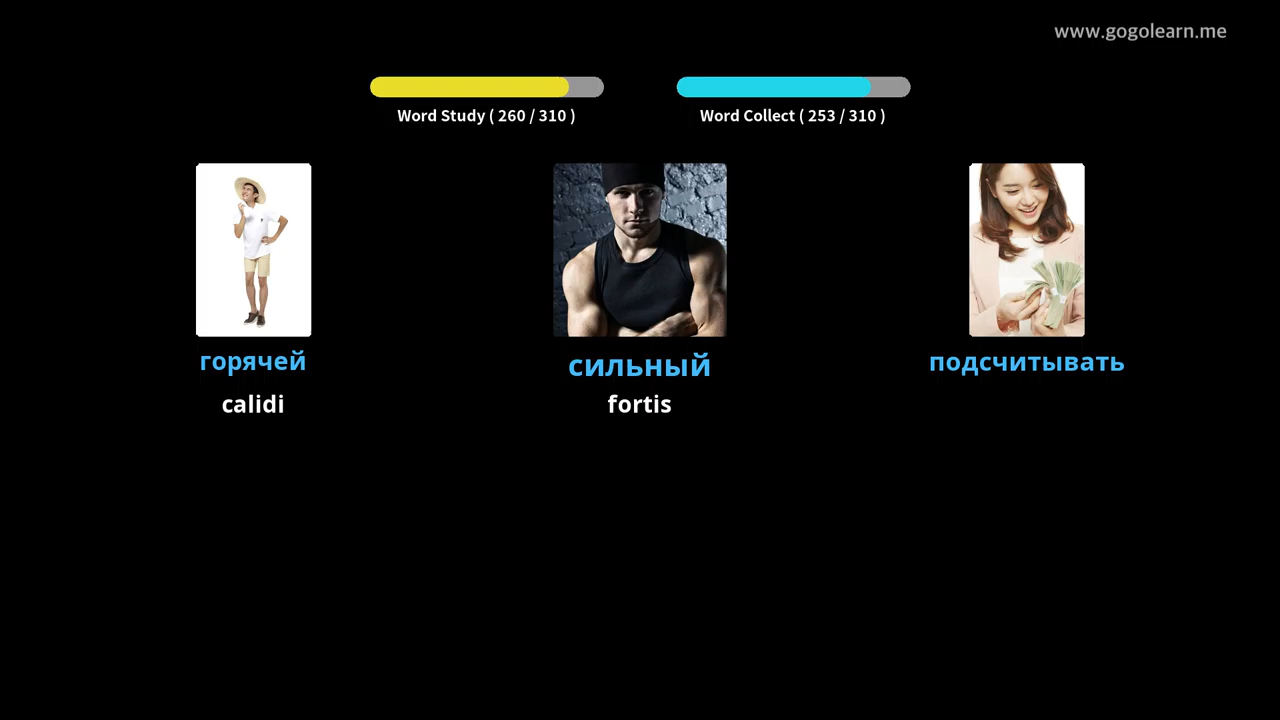 www.gogolearn.me
Word Study ( 260 / 310 )
Word Collect ( 253 / 310 )
горячей
сильный
подсчитывать
calidi
fortis